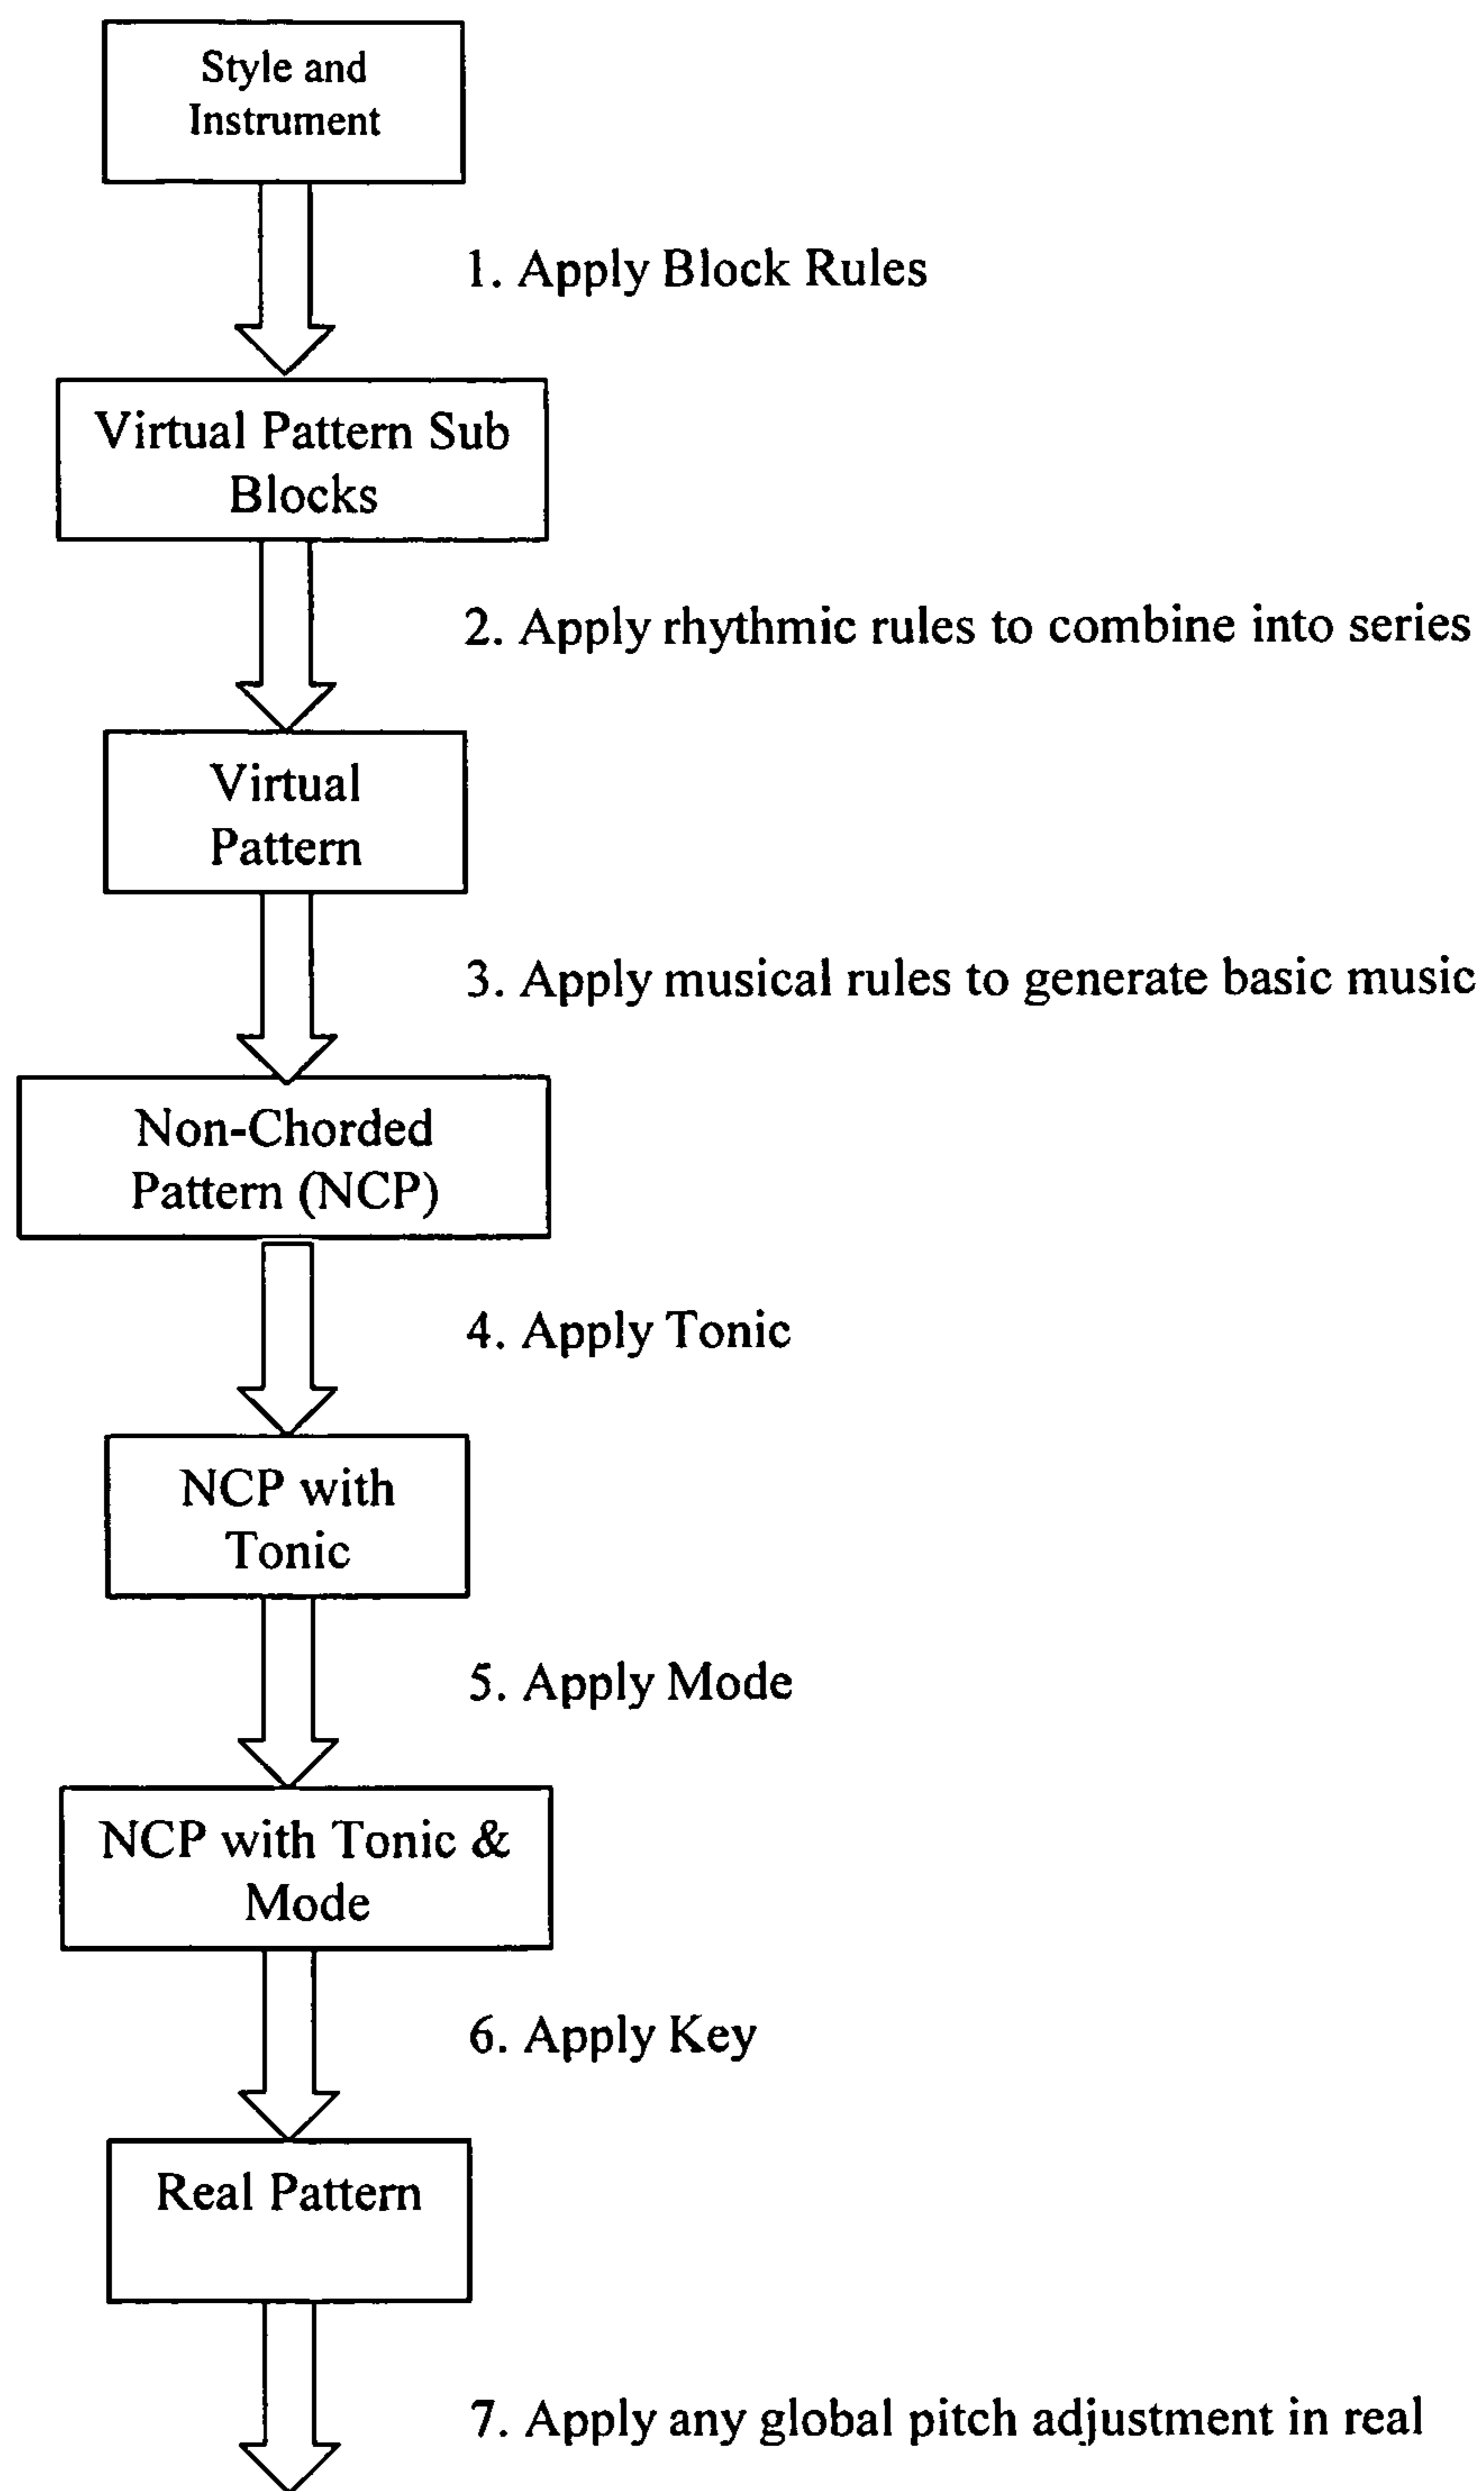 Style and
Instrument
1. Apply Block Rules
Virtual Pattern Sub
Blocks
2. Apply rhythmic rules to combine into series
Virtual
Pattern
3. Apply musical rules to generate basic music
Non-Chorded
Pattern (NCP)
4. Apply Tonic
NCP with
Tonic
5. Apply Mode
NCP with Tonic &
Mode
6. Apply Key
Real Pattern
7. Apply any global pitch adjustment in real